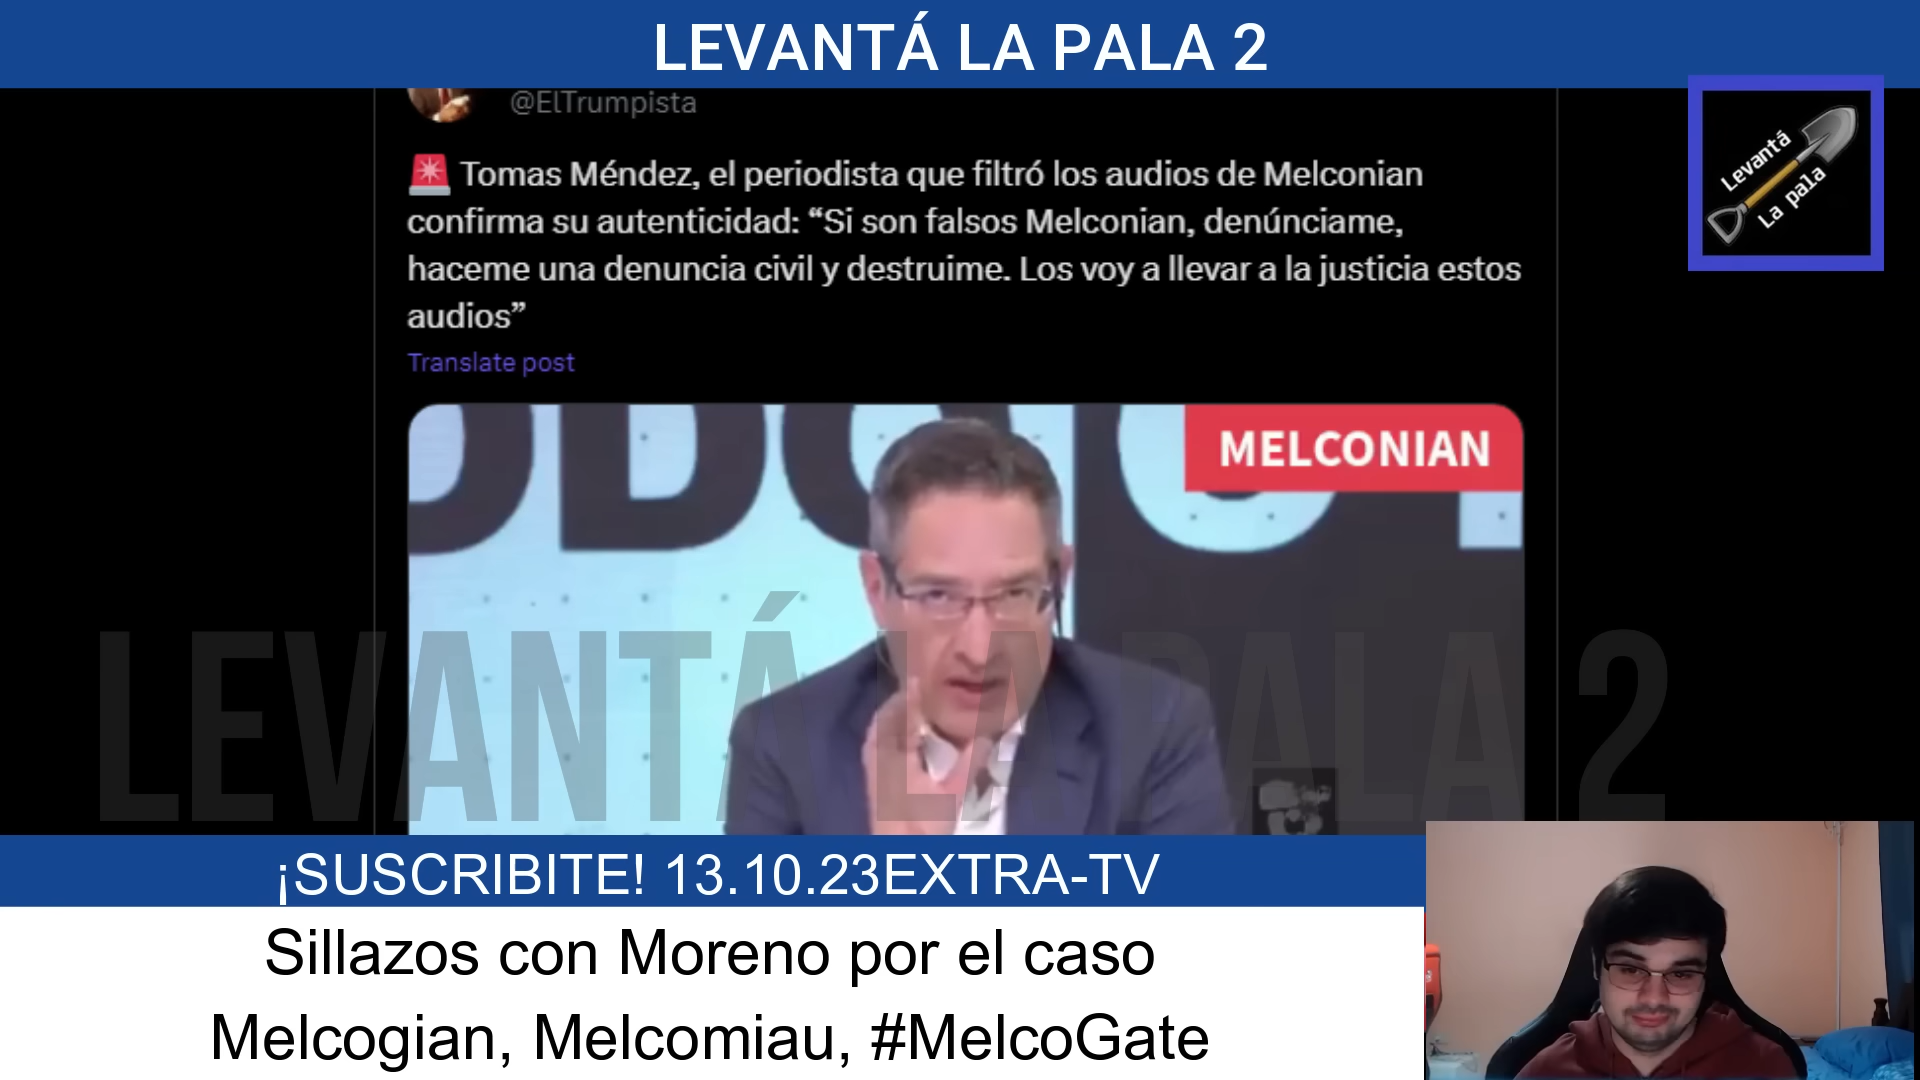 LEVANTÁ LA PALA 2
@ElTrumpista
Levantá
La pala
🚨 Tomas Méndez, el periodista que filtró los audios de Melconian
confirma su autenticidad: “Si son falsos Melconian, denúnciame,
haceme una denuncia civil y destruime. Los voy a llevar a la justicia estos
audios”
Translate post
MELCONIAN
LEVANTÁ LA PALA 2
¡SUSCRIBITE! 13.10.23EXTRA-TV
Sillazos con Moreno por el caso
Melcogian, Melcomiau, #MelcoGate